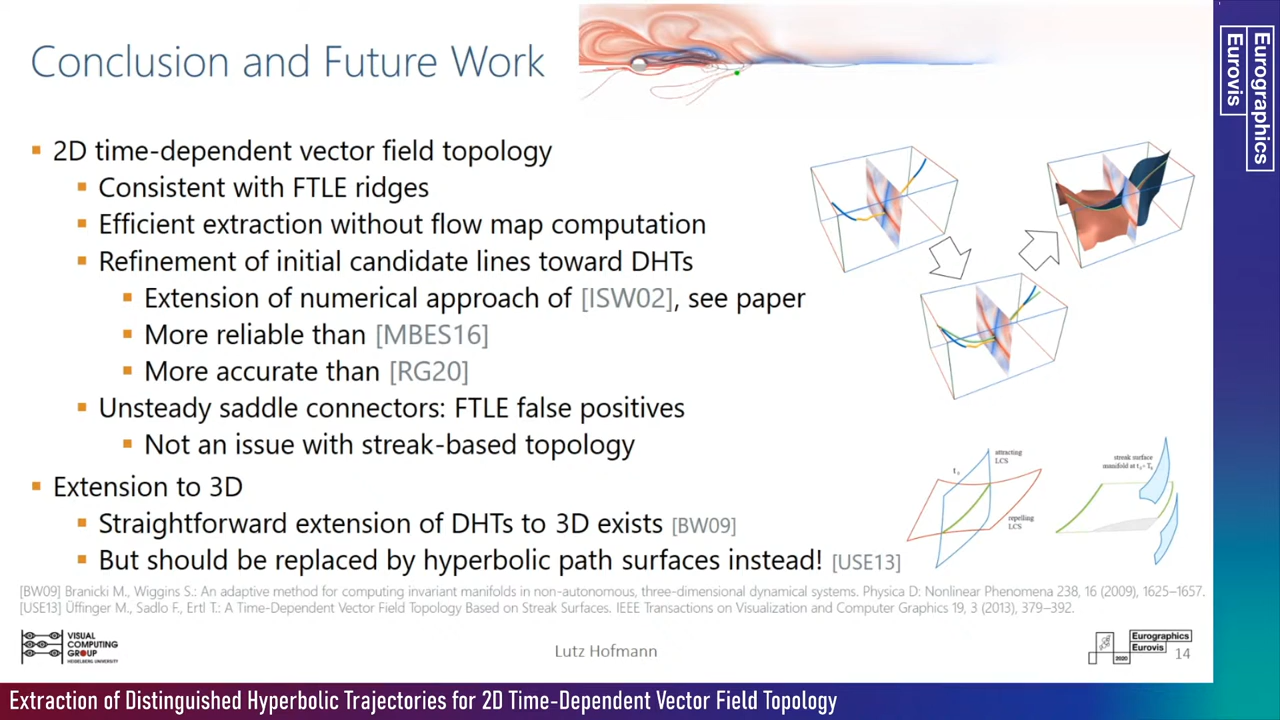 Conclusion and Future Work
2D time-dependent vector field topology
Consistent with FTLE ridges
Efficient extraction without flow map computation
Refinement of initial candidate lines toward DHTs
Extension of numerical approach of [ISW02], see paper
More reliable than [MBES16]
More accurate than [RG20]
Unsteady saddle connectors: FTLE false positives
Not an issue with streak-based topology
Extension to 3D
Straightforward extension of DHTs to 3D exists [BW09]
But should be replaced by hyperbolic path surfaces instead! [USE13]
attracting
LCS
repelling
LCS
streak surface
[BW09] Branicki M., Wiggins S.: An adaptive method for computing invariant manifolds in non-autonomous, three-dimensional dynamical systems. Physica D: Nonlinear Phenomena 238, 16 (2009), 1625–1657.
[USE13] Üffinger M., Sadlo F., Ertl T.: A Time-Dependent Vector Field Topology Based on Streak Surfaces. IEEE Transactions on Visualization and Computer Graphics 19, 3 (2013), 379–392.
VISUAL
COMPUTING
GROUP
HEIDELBERG UNIVERSITY
Lutz Hofmann
2020
Eurographics
Eurovis
14
Eurographics
Eurovis
Extraction of Distinguished Hyperbolic Trajectories for 2D Time-Dependent Vector Field Topology